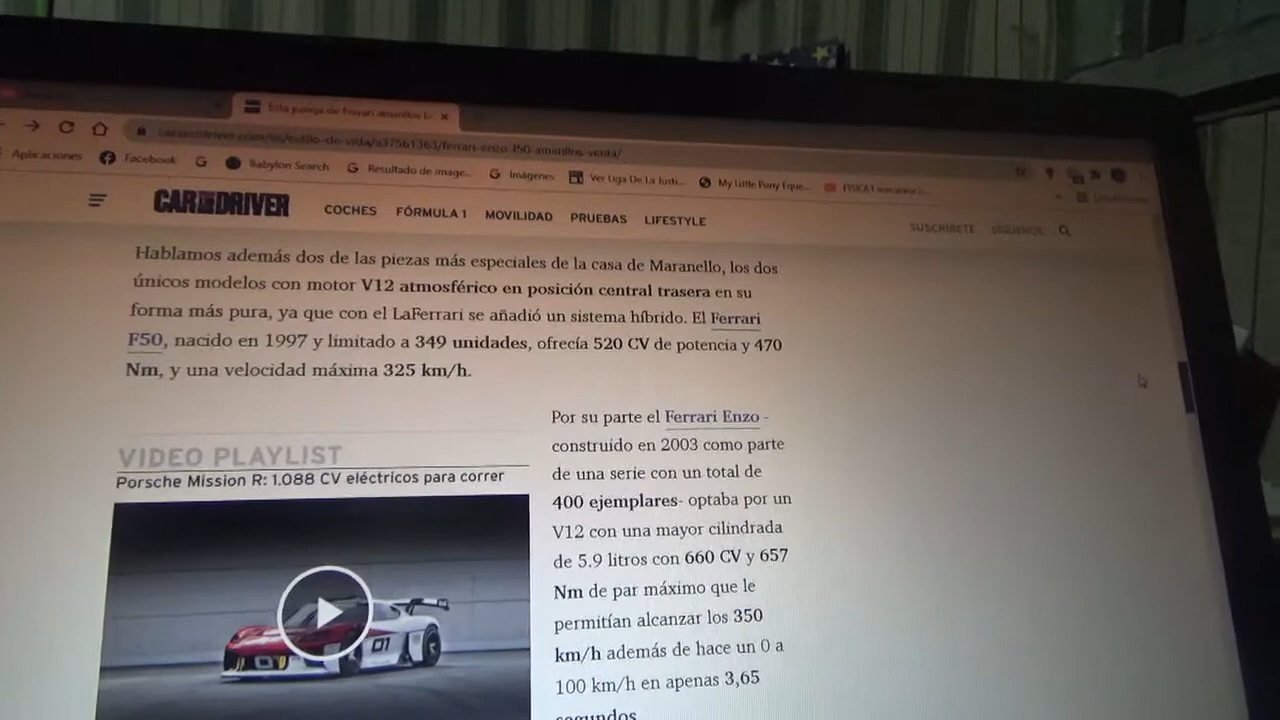 Esta pareja de Ferrari amarillos
caranddriver.com/es/estilo-de-vida/a37561363/ferrari-enzo-f50-amarillos-venta/
Aplicaciones
Facebook
Babylon Search
Resultado de image...
Imágenes
Ver Liga De La Justi...
My Little Pony Eque...
CAR AND DRIVER
COCHES
FÓRMULA 1
MOVILIDAD
PRUEBAS
LIFESTYLE
SUSCRÍBETE
SÍGUENOS
Hablamos además dos de las piezas más especiales de la casa de Maranello, los dos
únicos modelos con motor V12 atmosférico en posición central trasera en su
forma más pura, ya que con el LaFerrari se añadió un sistema híbrido. El Ferrari
F50, nacido en 1997 y limitado a 349 unidades, ofrecía 520 CV de potencia y 470
Nm, y una velocidad máxima 325 km/h.
VIDEO PLAYLIST
Porsche Mission R: 1.088 CV eléctricos para correr
01
Por su parte el Ferrari Enzo -
construido en 2003 como parte
de una serie con un total de
400 ejemplares- optaba por un
V12 con una mayor cilindrada
de 5.9 litros con 660 CV y 657
Nm de par máximo que le
permitían alcanzar los 350
km/h además de hace un 0 a
100 km/h en apenas 3,65
segundos